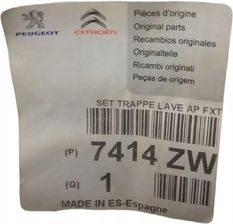 PEUGEOT
CITROËN
Pièces d'origine
Original parts
Recambios originales
Originalteile
Ricambi originali
Peças de origem
SET TRAPPE LAVE AP FXT
(P) 7414 ZW
(Q) 1
MADE IN ES-Espagne